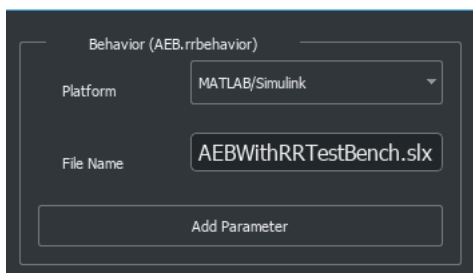 Behavior (AEB.rrbehavior)
Platform MATLAB/Simulink
File Name AEBWithRRTestBench.slx
Add Parameter